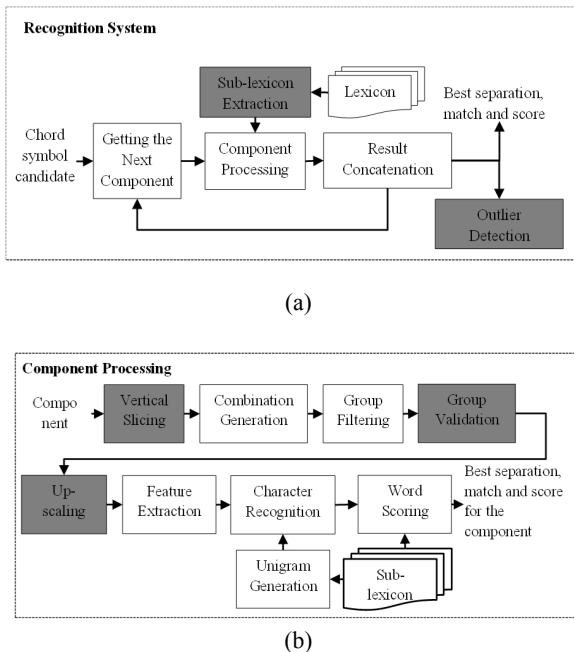 Recognition System
Sub-lexicon
Extraction
Lexicon
Best separation,
match and score
Chord
symbol
candidate
Getting the
Next
Component
Component
Processing
Result
Concatenation
Outlier
Detection
(a)
Component Processing
Compo
nent
Vertical
Slicing
Combination
Generation
Group
Filtering
Group
Validation
Up-
scaling
Feature
Extraction
Character
Recognition
Word
Scoring
Best separation,
match and score
for the
component
Unigram
Generation
Sub-
lexicon
(b)